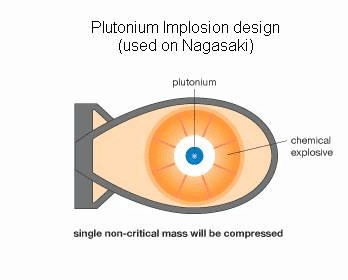 Plutonium Implosion design
(used on Nagasaki)
plutonium
chemical
explosive
single non-critical mass will be compressed